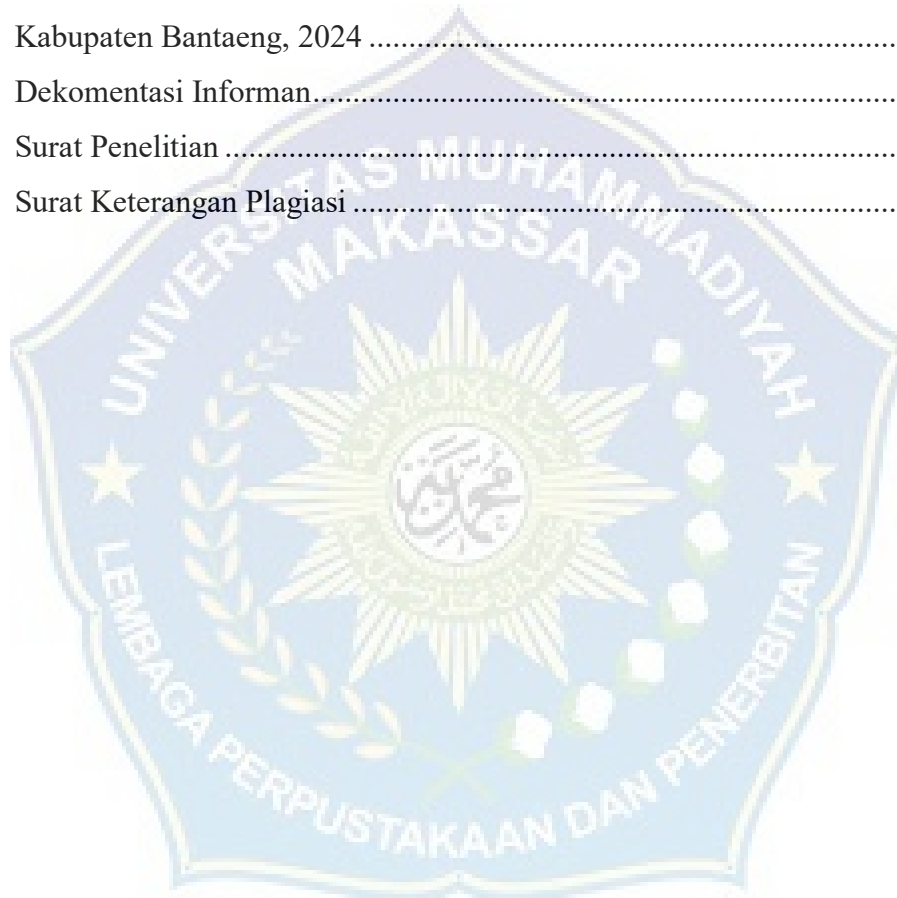 Kabupaten Bantaeng, 2024 ..........................................................................
Dekomentasi Informan..................................................................................
Surat Penelitian ............................................................................................
Surat Keterangan Plagiasi .............................................................................
UNIVERSITAS MUHAMMADIYAH
MAKASSAR
LEMBAGA PERPUSTAKAAN DAN PENERBITAN